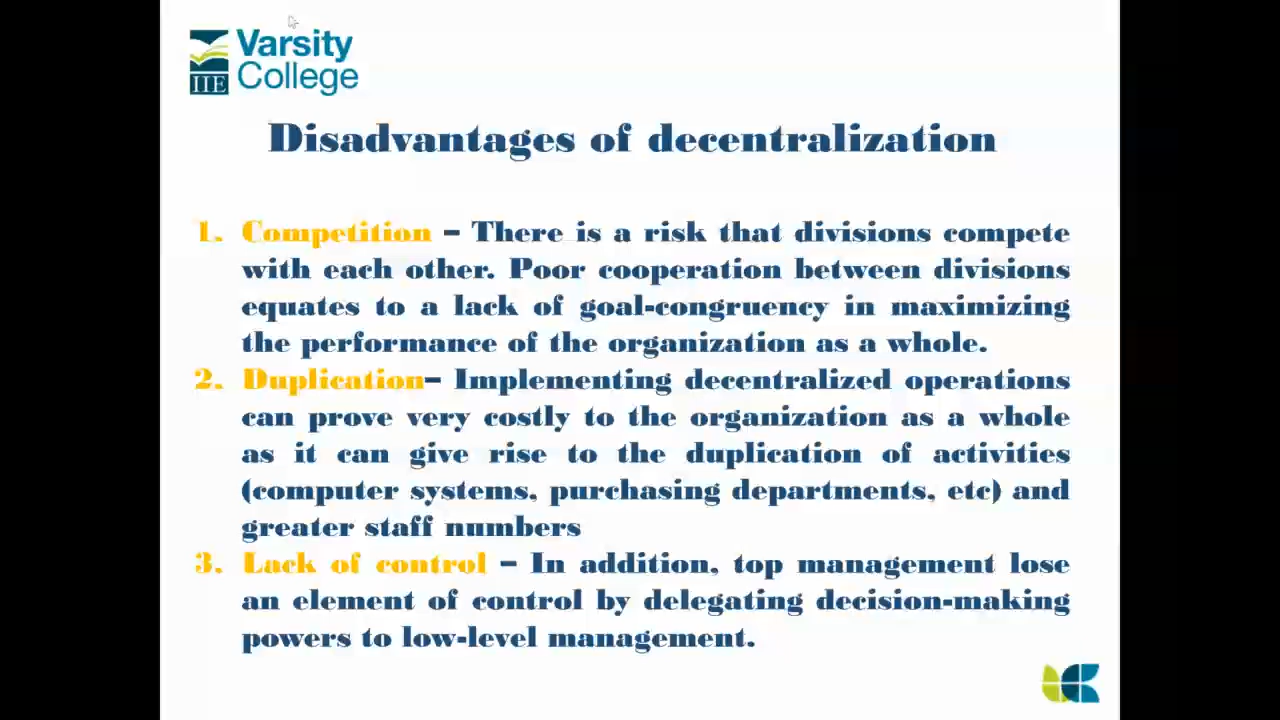 Varsity
College
IIE
Disadvantages of decentralization
1. Competition – There is a risk that divisions compete
with each other. Poor cooperation between divisions
equates to a lack of goal-congruency in maximizing
the performance of the organization as a whole.
2. Duplication– Implementing decentralized operations
can prove very costly to the organization as a whole
as it can give rise to the duplication of activities
(computer systems, purchasing departments, etc) and
greater staff numbers
3. Lack of control – In addition, top management lose
an element of control by delegating decision-making
powers to low-level management.